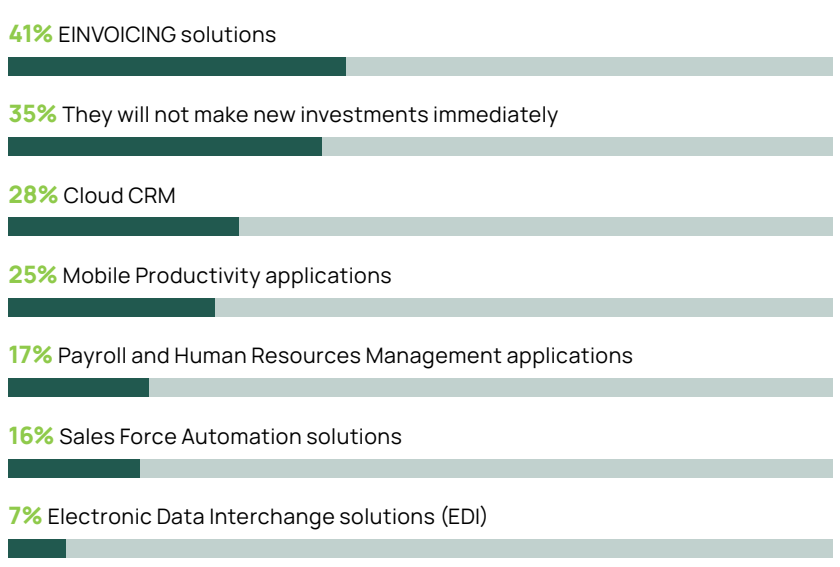 41% EINVOICING solutions
35% They will not make new investments immediately
28% Cloud CRM
25% Mobile Productivity applications
17% Payroll and Human Resources Management applications
16% Sales Force Automation solutions
7% Electronic Data Interchange solutions (EDI)